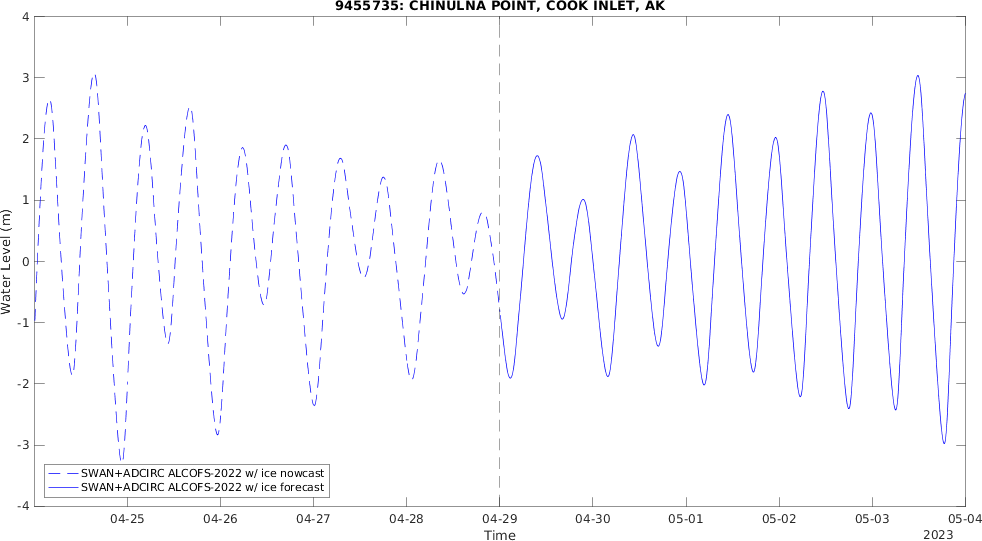 9455735: CHINULNA POINT, COOK INLET, AK
Water Level (m)
4
3
2
1
0
-1
-2
-3
-4
SWAN+ADCIRC ALCOFS-2022 w/ ice nowcast
SWAN+ADCIRC ALCOFS-2022 w/ ice forecast
04-25 04-26 04-27 04-28 04-29 04-30 05-01 05-02 05-03 05-04
Time
2023